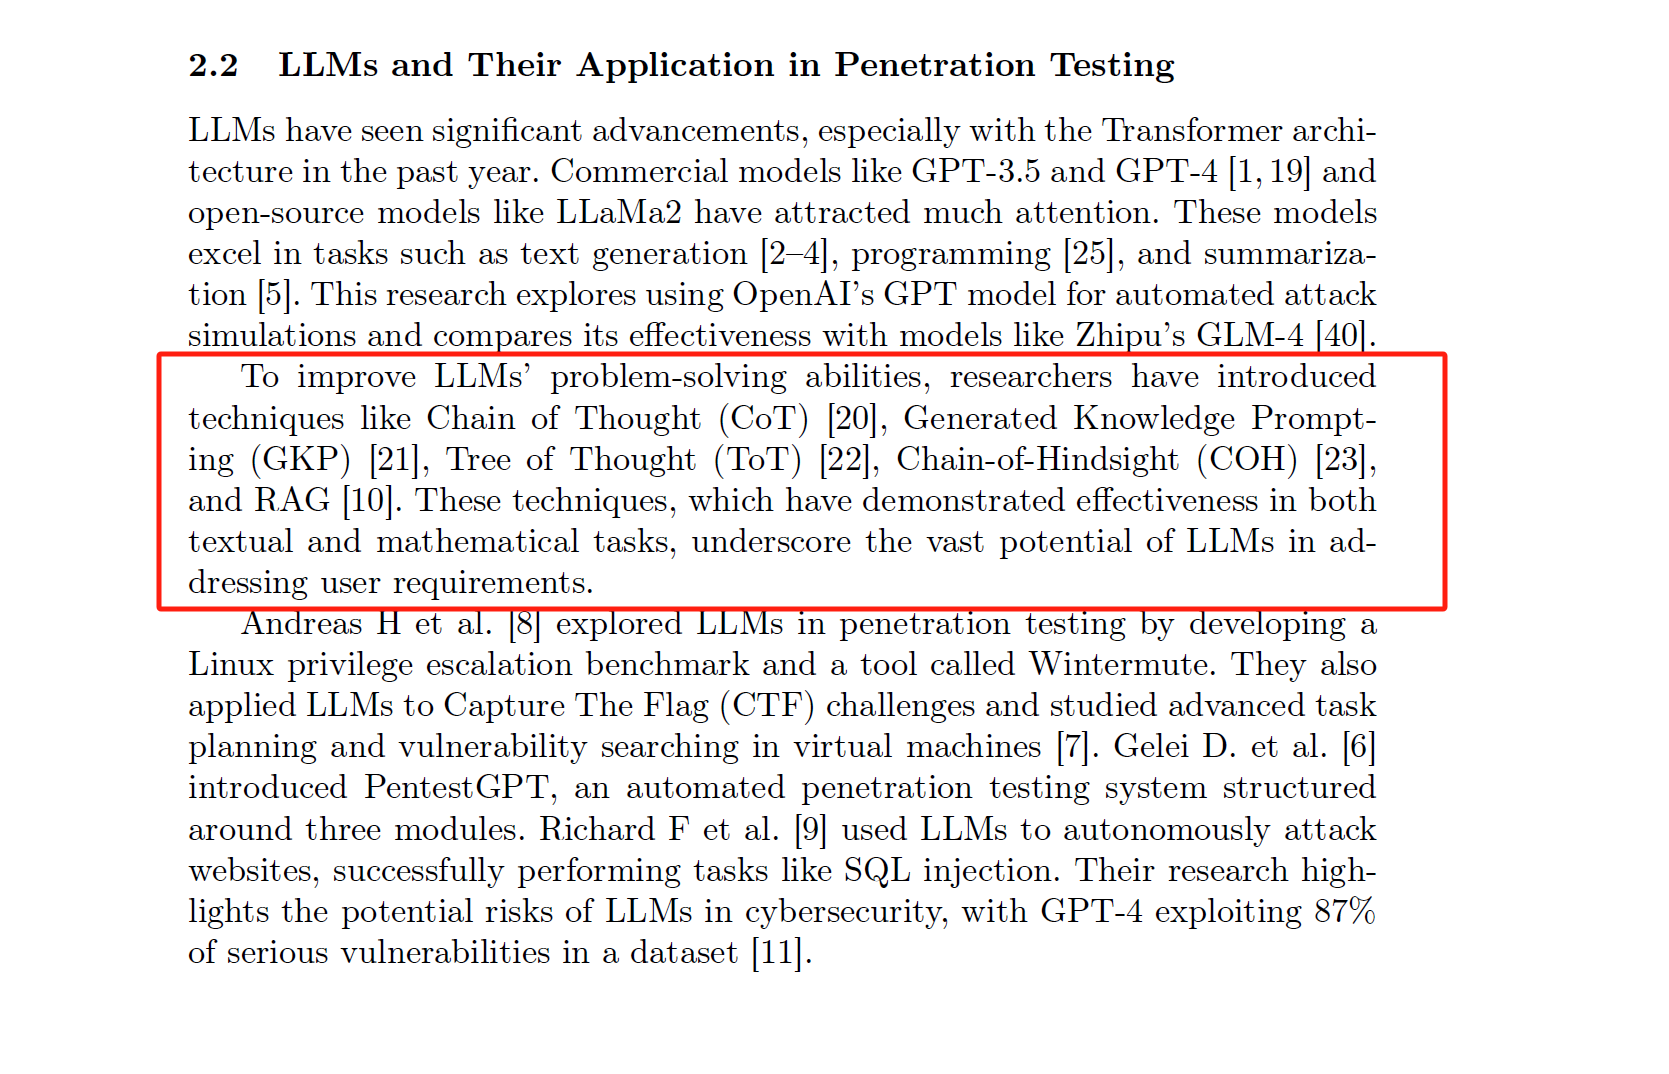 2.2 LLMs and Their Application in Penetration Testing
LLMs have seen significant advancements, especially with the Transformer archi-
tecture in the past year. Commercial models like GPT-3.5 and GPT-4 [1, 19] and
open-source models like LLaMa2 have attracted much attention. These models
excel in tasks such as text generation [2–4], programming [25], and summariza-
tion [5]. This research explores using OpenAI's GPT model for automated attack
simulations and compares its effectiveness with models like Zhipu's GLM-4 [40].
To improve LLMs' problem-solving abilities, researchers have introduced
techniques like Chain of Thought (CoT) [20], Generated Knowledge Prompt-
ing (GKP) [21], Tree of Thought (ToT) [22], Chain-of-Hindsight (COH) [23],
and RAG [10]. These techniques, which have demonstrated effectiveness in both
textual and mathematical tasks, underscore the vast potential of LLMs in ad-
dressing user requirements.
Andreas H et al. [8] explored LLMs in penetration testing by developing a
Linux privilege escalation benchmark and a tool called Wintermute. They also
applied LLMs to Capture The Flag (CTF) challenges and studied advanced task
planning and vulnerability searching in virtual machines [7]. Gelei D. et al. [6]
introduced PentestGPT, an automated penetration testing system structured
around three modules. Richard F et al. [9] used LLMs to autonomously attack
websites, successfully performing tasks like SQL injection. Their research high-
lights the potential risks of LLMs in cybersecurity, with GPT-4 exploiting 87%
of serious vulnerabilities in a dataset [11].